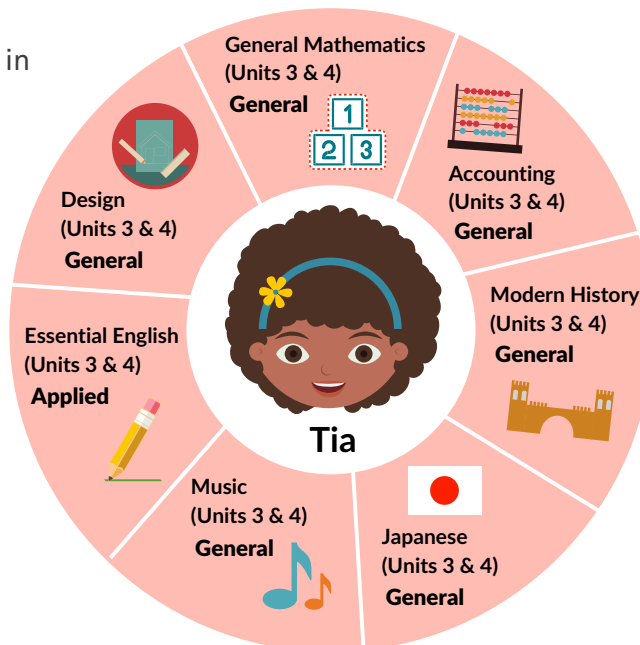 in
General Mathematics
(Units 3 & 4)
General
1
2 3
Accounting
(Units 3 & 4)
General
Modern History
(Units 3 & 4)
General
Japanese
(Units 3 & 4)
General
Music
(Units 3 & 4)
General
Essential English
(Units 3 & 4)
Applied
Design
(Units 3 & 4)
General
Tia